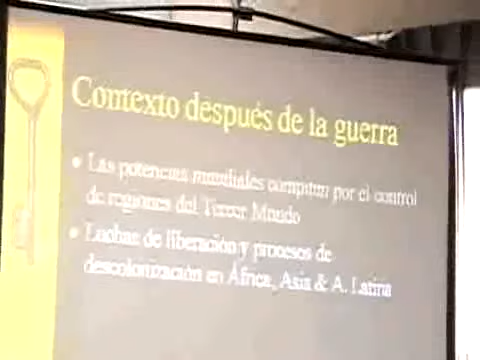 Contexto después de la guerra
• Las potencias mundiales compiten por el control
de regiones del Tercer Mundo
• Luchas de liberación y procesos de
descolonización en África, Asia & A. Latina